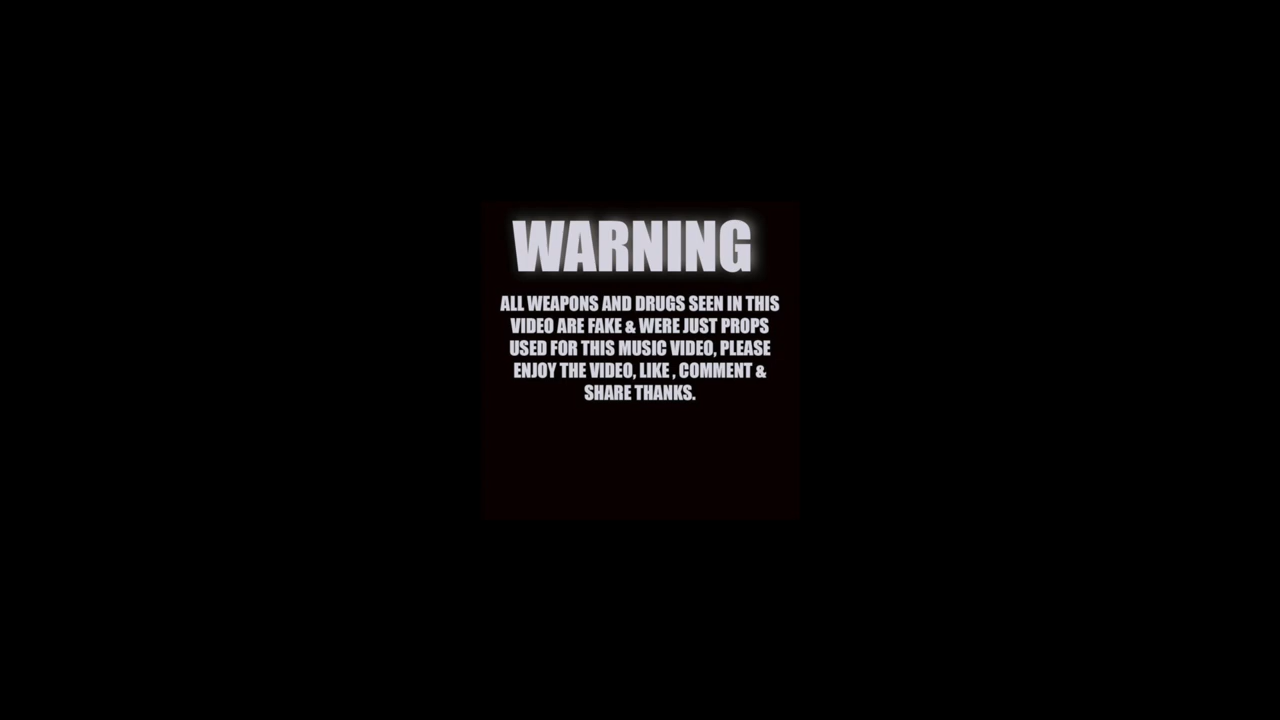 WARNING
ALL WEAPONS AND DRUGS SEEN IN THIS
VIDEO ARE FAKE & WERE JUST PROPS
USED FOR THIS MUSIC VIDEO, PLEASE
ENJOY THE VIDEO, LIKE , COMMENT &
SHARE THANKS.